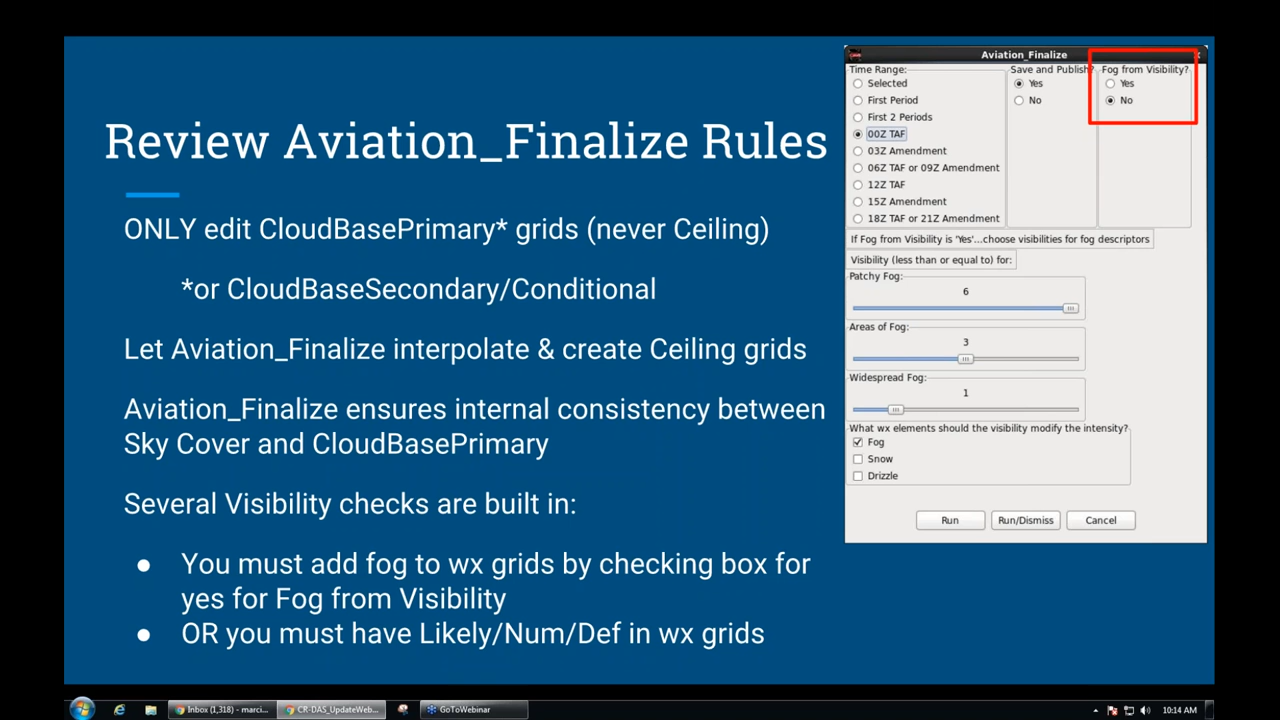 Review Aviation_Finalize Rules
ONLY edit CloudBasePrimary* grids (never Ceiling)
*or CloudBaseSecondary/Conditional
Let Aviation_Finalize interpolate & create Ceiling grids
Aviation_Finalize ensures internal consistency between
Sky Cover and CloudBasePrimary
Several Visibility checks are built in:
● You must add fog to wx grids by checking box for
yes for Fog from Visibility
● OR you must have Likely/Num/Def in wx grids
Aviation_Finalize
Time Range:
Selected
First Period
First 2 Periods
00Z TAF
03Z Amendment
06Z TAF or 09Z Amendment
12Z TAF
15Z Amendment
18Z TAF or 21Z Amendment
Save and Publish?
Yes
No
Fog from Visibility?
Yes
No
If Fog from Visibility is 'Yes'...choose visibilities for fog descriptors
Visibility (less than or equal to) for:
Patchy Fog:
6
Areas of Fog:
3
Widespread Fog:
1
What wx elements should the visibility modify the intensity?
Fog
Snow
Drizzle
Run Run/Dismiss Cancel
Inbox (1,318) - marci... CR-DAS_UpdateWeb... GoToWebinar 10:14 AM